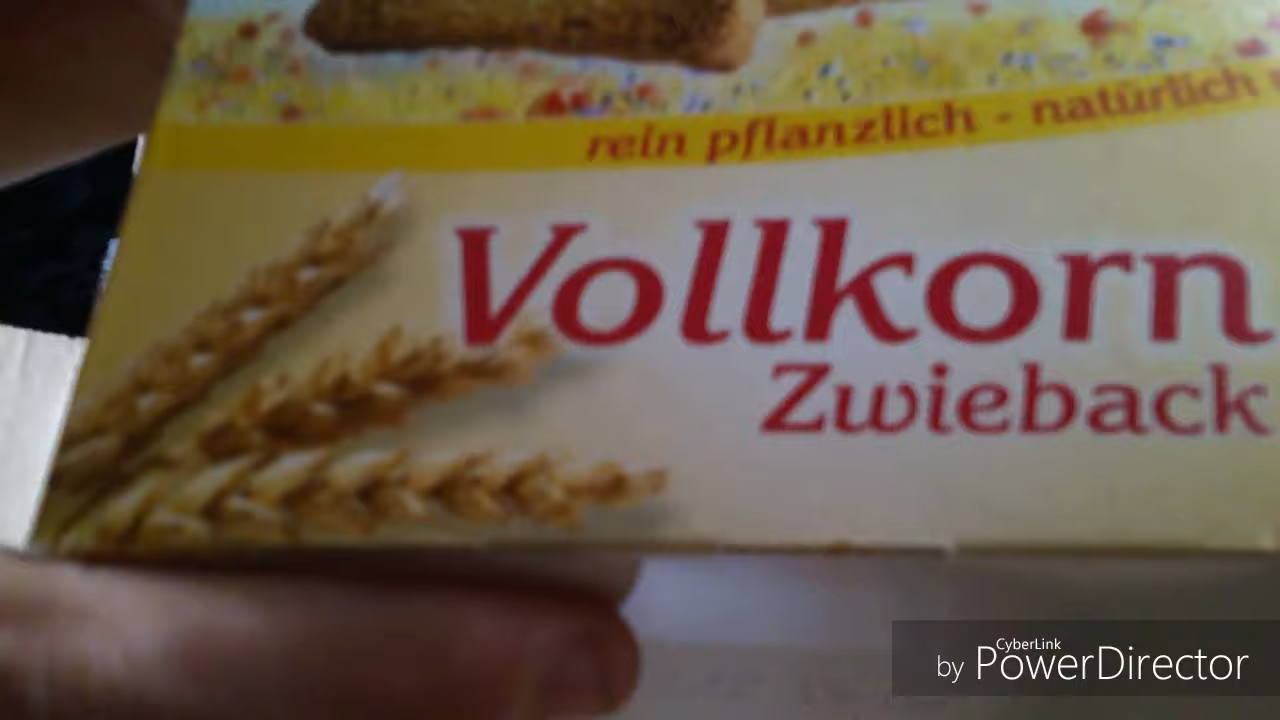 rein pflanzlich - natürlich
Vollkorn
Zwieback
CyberLink
by PowerDirector